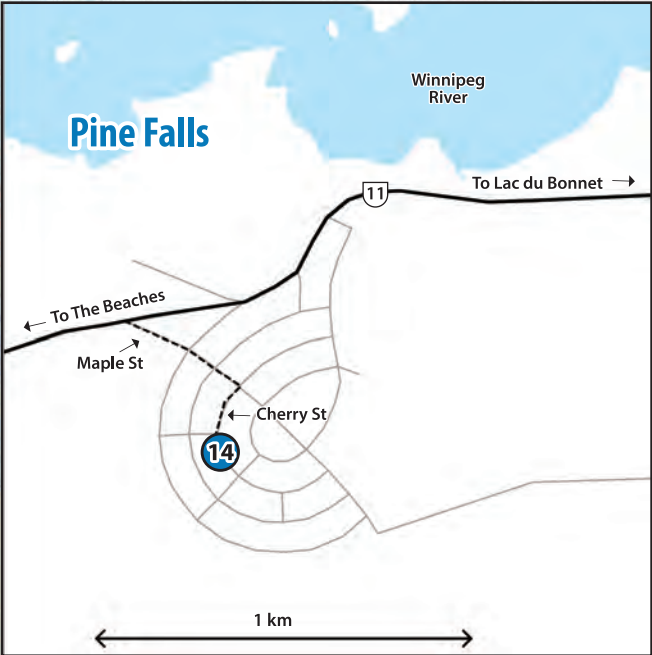 Winnipeg
River
Pine Falls
To Lac du Bonnet
11
To The Beaches
Maple St
Cherry St
14
1 km